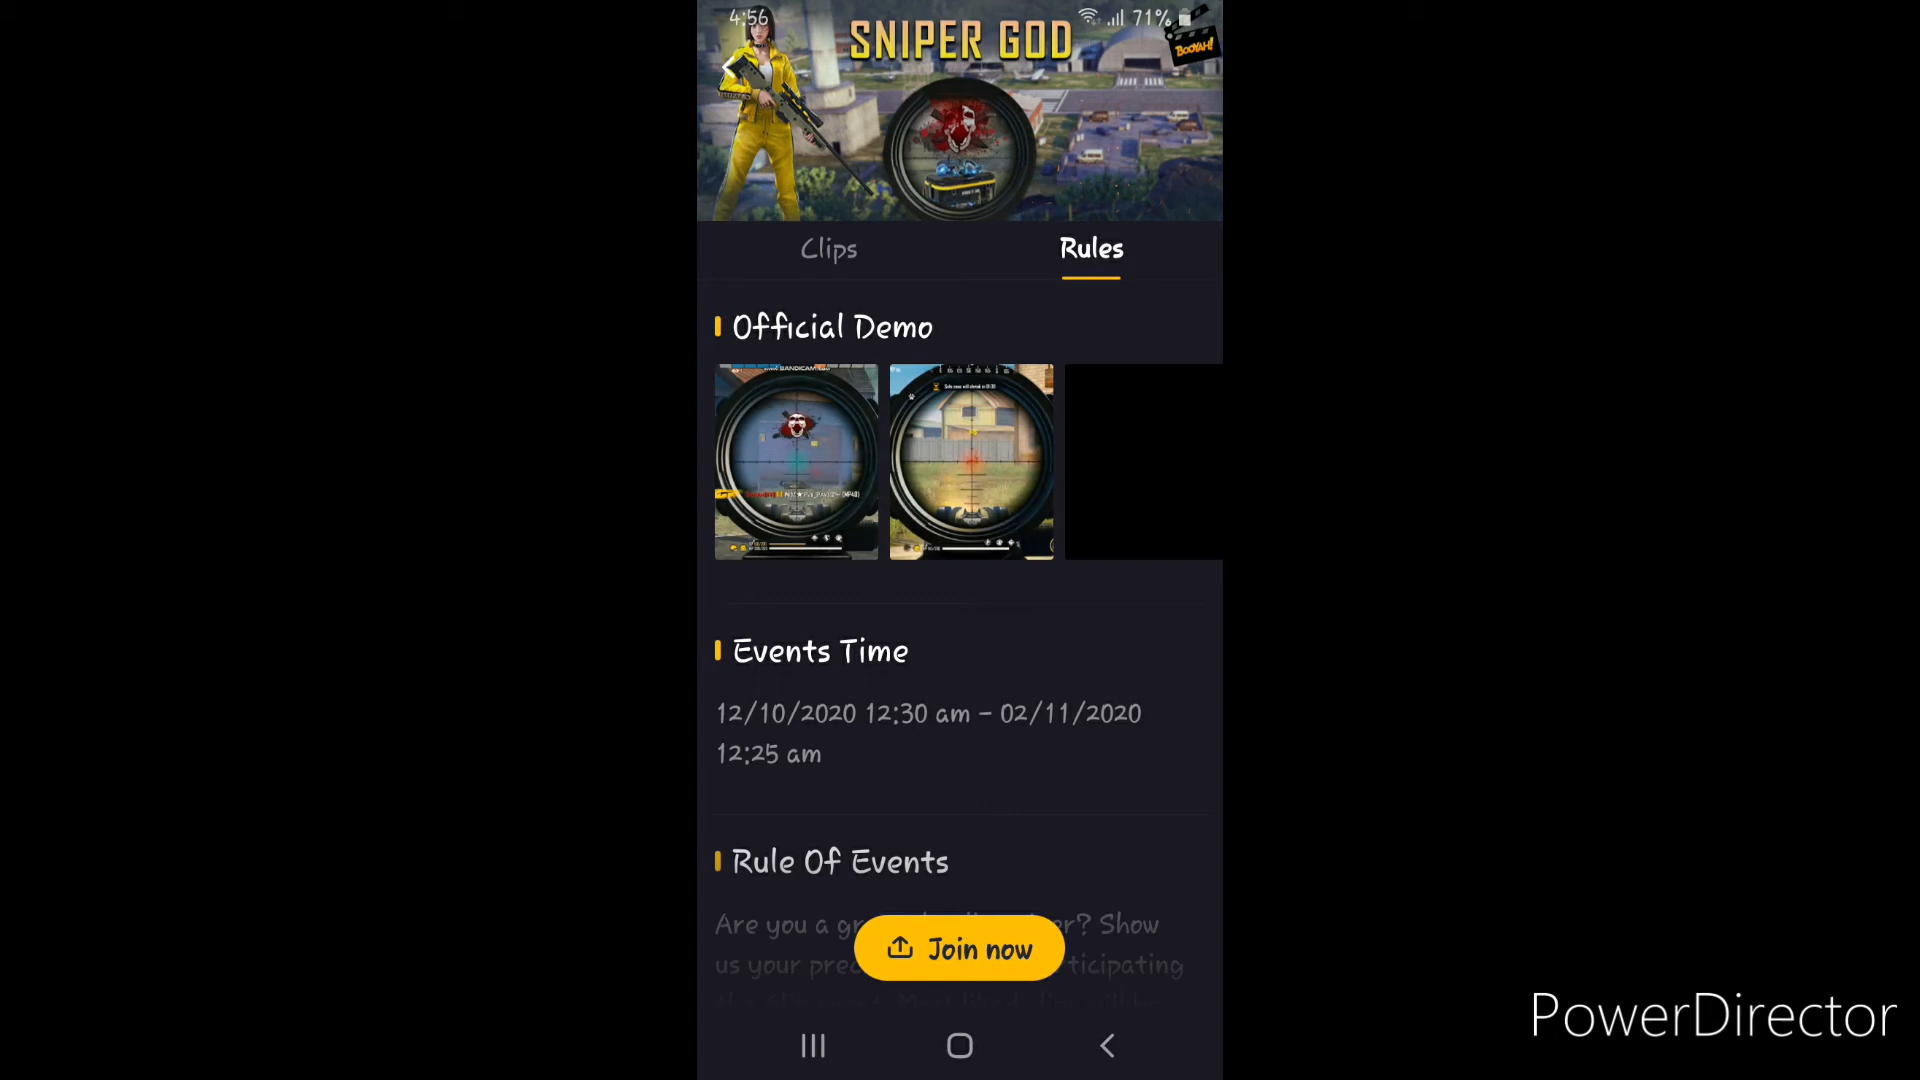 4:56
71%
SNIPER GOD
BOOYAH!
Clips
Rules
Official Demo
Events Time
12/10/2020 12:30 am - 02/11/2020
12:25 am
Rule Of Events
Are you a er? Show
us your ticipating
Join now
PowerDirector